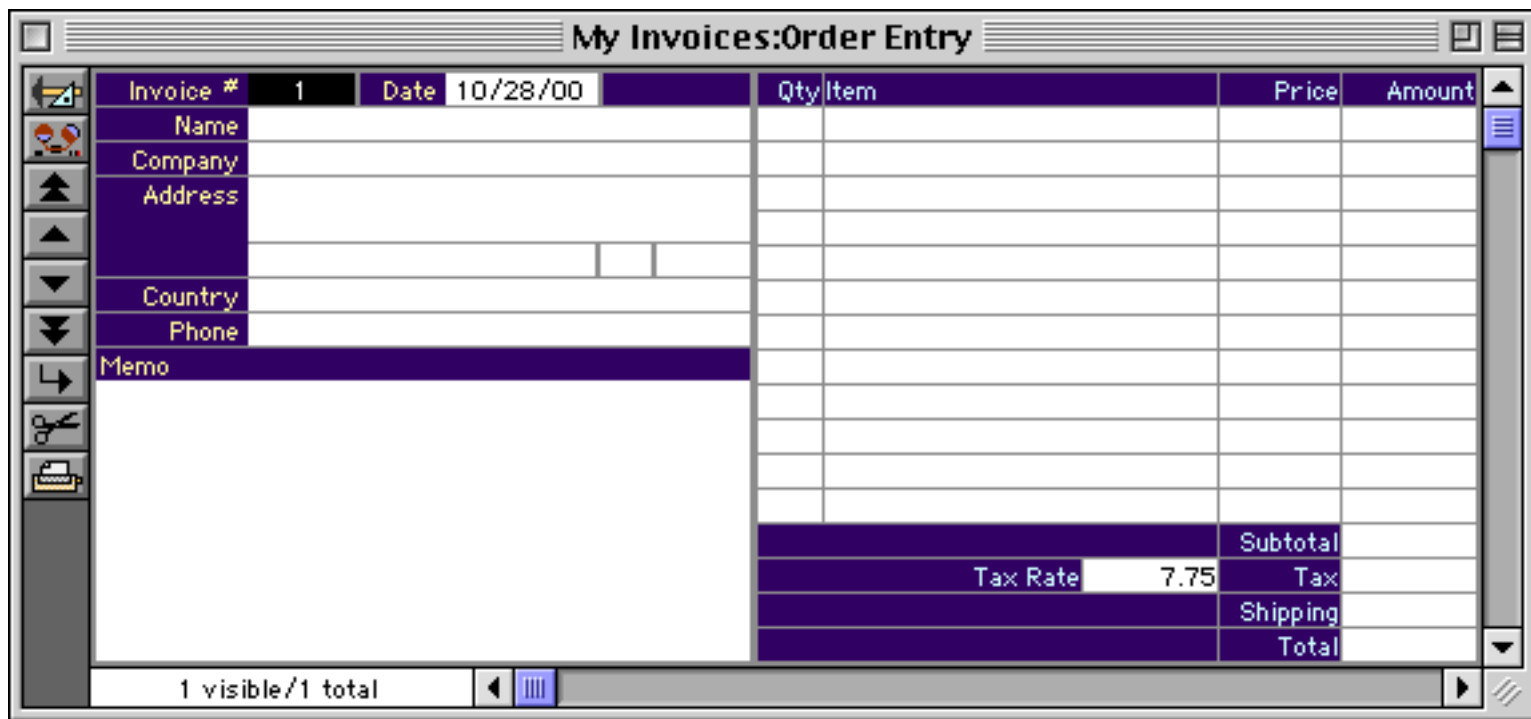 My Invoices:Order Entry
Invoice # 1 Date 10/28/00
Name
Company
Address
Country
Phone
Memo
Qty Item Price Amount
Subtotal
Tax Rate 7.75 Tax
Shipping
Total
1 visible/1 total